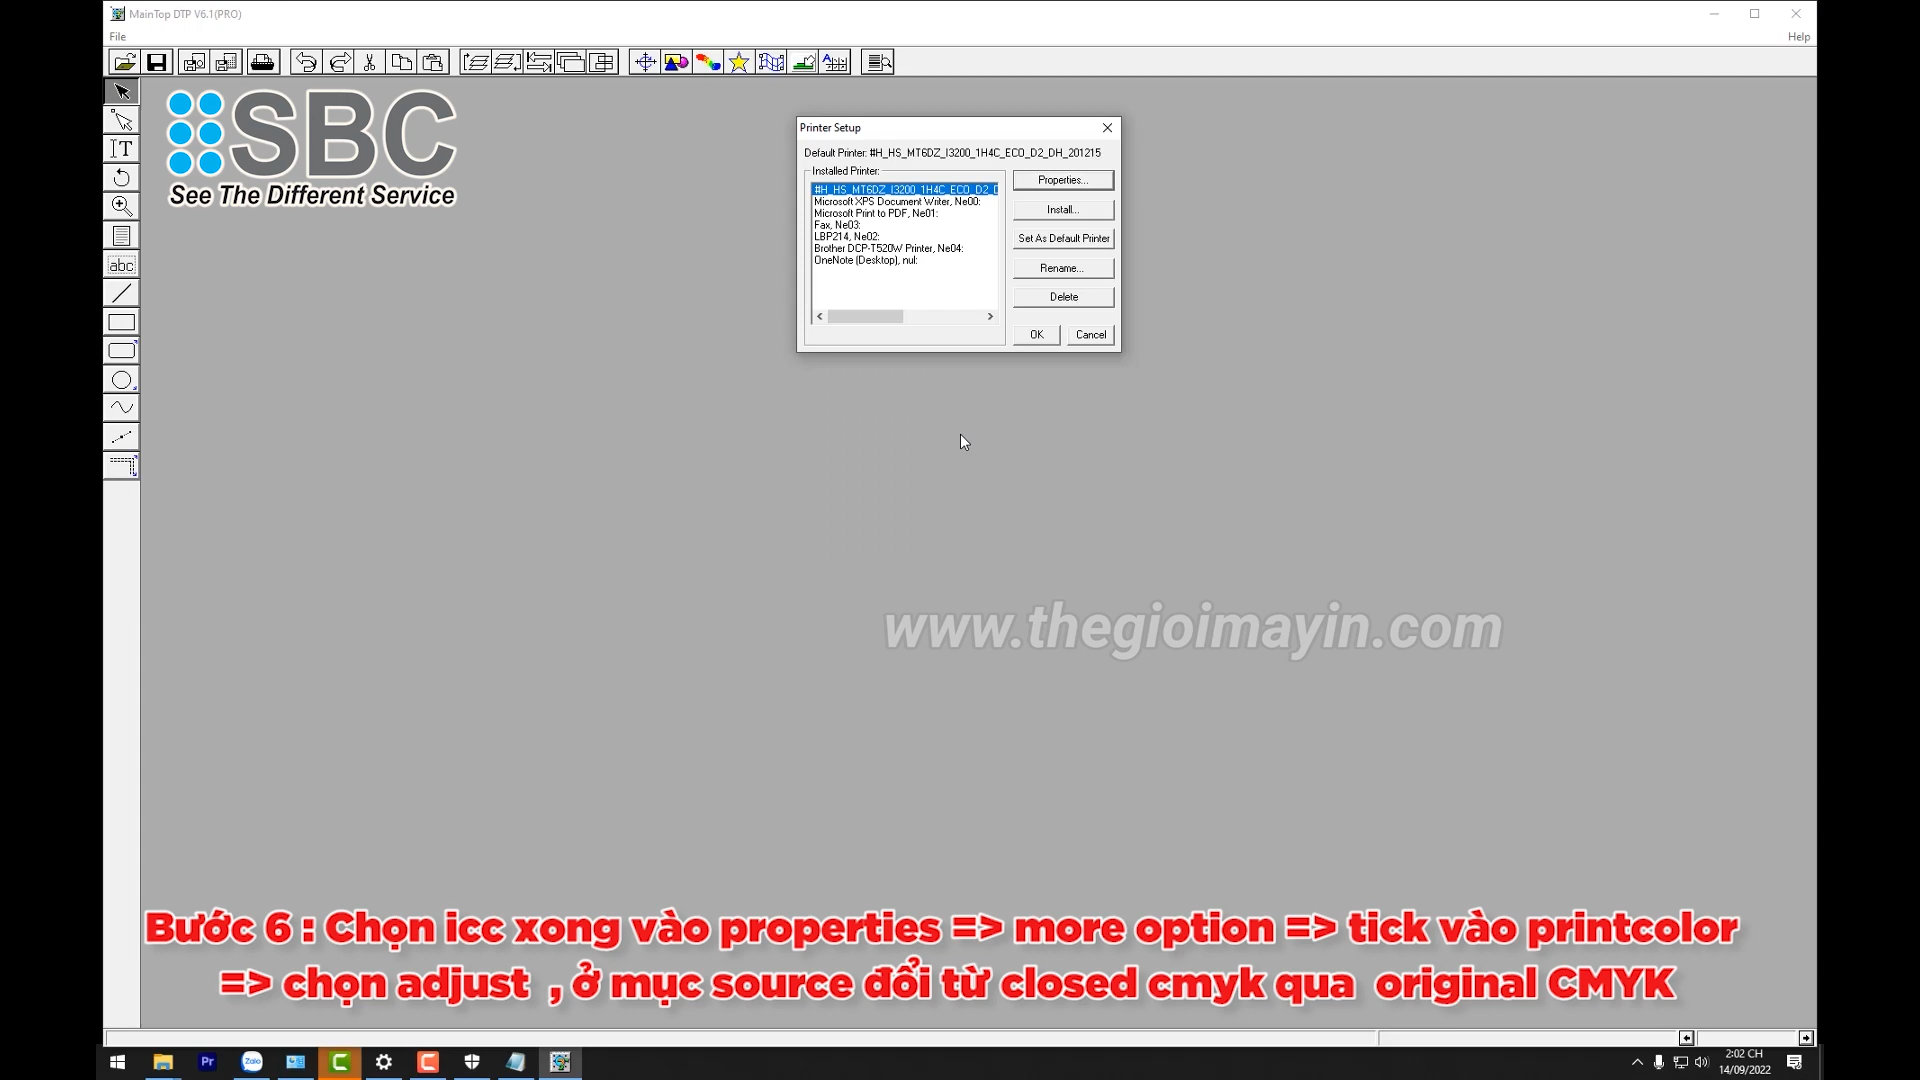 MainTop DTP V6.1(PRO)
File
Help
SBC
See The Different Service
T
abc
Printer Setup
Default Printer: #H_HS_MT6DZ_I3200_1H4C_ECO_D2_DH_201215
Installed Printer:
#H_HS_MT6DZ_I3200_1H4C_ECO_D2_D
Microsoft XPS Document Writer, Ne00:
Microsoft Print to PDF, Ne01:
Fax, Ne03:
LBP214, Ne02:
Brother DCP-T520W Printer, Ne04:
OneNote (Desktop), nul:
Properties...
Install...
Set As Default Printer
Rename...
Delete
OK
Cancel
www.thegioimayin.com
Bước 6 : Chọn icc xong vào properties => more option => tick vào printcolor
=> chọn adjust , ở mục source đổi từ closed cmyk qua original CMYK
Pr
Zalo
2:02 CH
14/09/2022